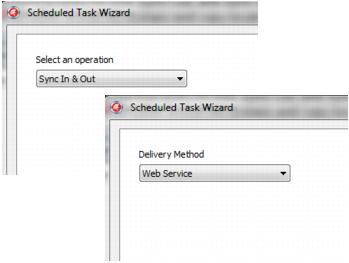 Scheduled Task Wizard
Select an operation
Sync In & Out
Scheduled Task Wizard
Delivery Method
Web Service